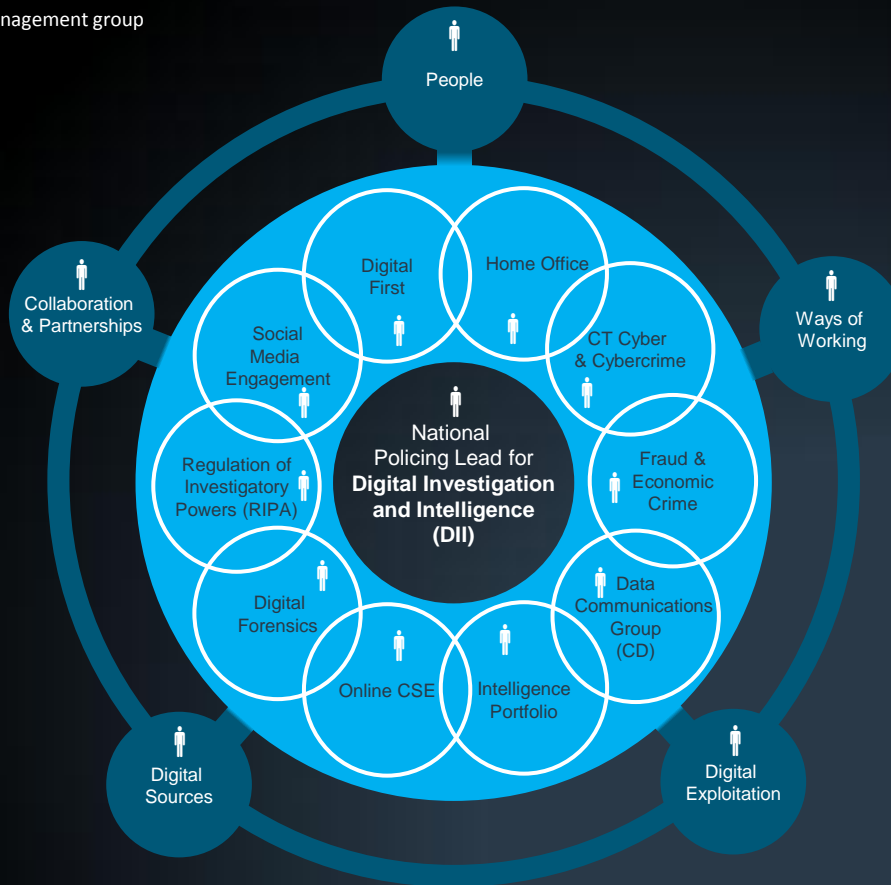 People
Collaboration
& Partnerships
Ways of
Working
Digital
First
Home Office
Social
Media
Engagement
CT Cyber
& Cybercrime
National
Policing Lead for
Digital Investigation
and Intelligence
(DII)
Regulation of
Investigatory
Powers (RIPA)
Fraud &
Economic
Crime
Digital
Forensics
Data
Communications
Group
(CD)
Online CSE
Intelligence
Portfolio
Digital
Sources
Digital
Exploitation